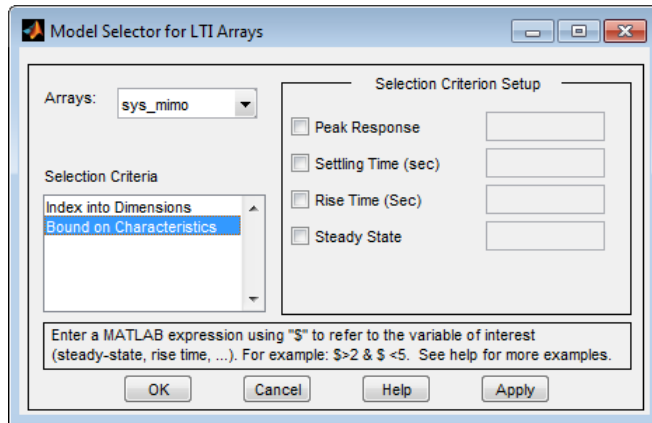 Model Selector for LTI Arrays
Arrays:
sys_mimo
Selection Criteria
Index into Dimensions
Bound on Characteristics
Selection Criterion Setup
Peak Response
Settling Time (sec)
Rise Time (Sec)
Steady State
Enter a MATLAB expression using "$" to refer to the variable of interest
(steady-state, rise time, ...). For example: $>2 & $ <5.  See help for more examples.
OK
Cancel
Help
Apply